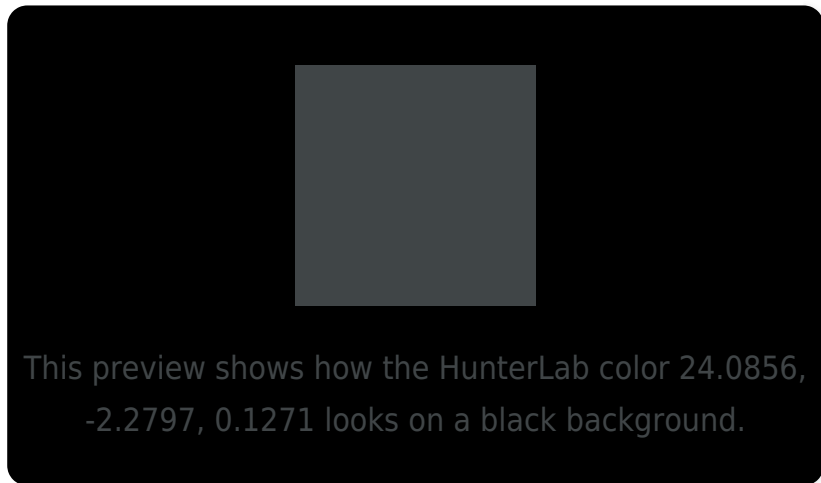 This preview shows how the HunterLab color 24.0856,
-2.2797, 0.1271 looks on a black background.